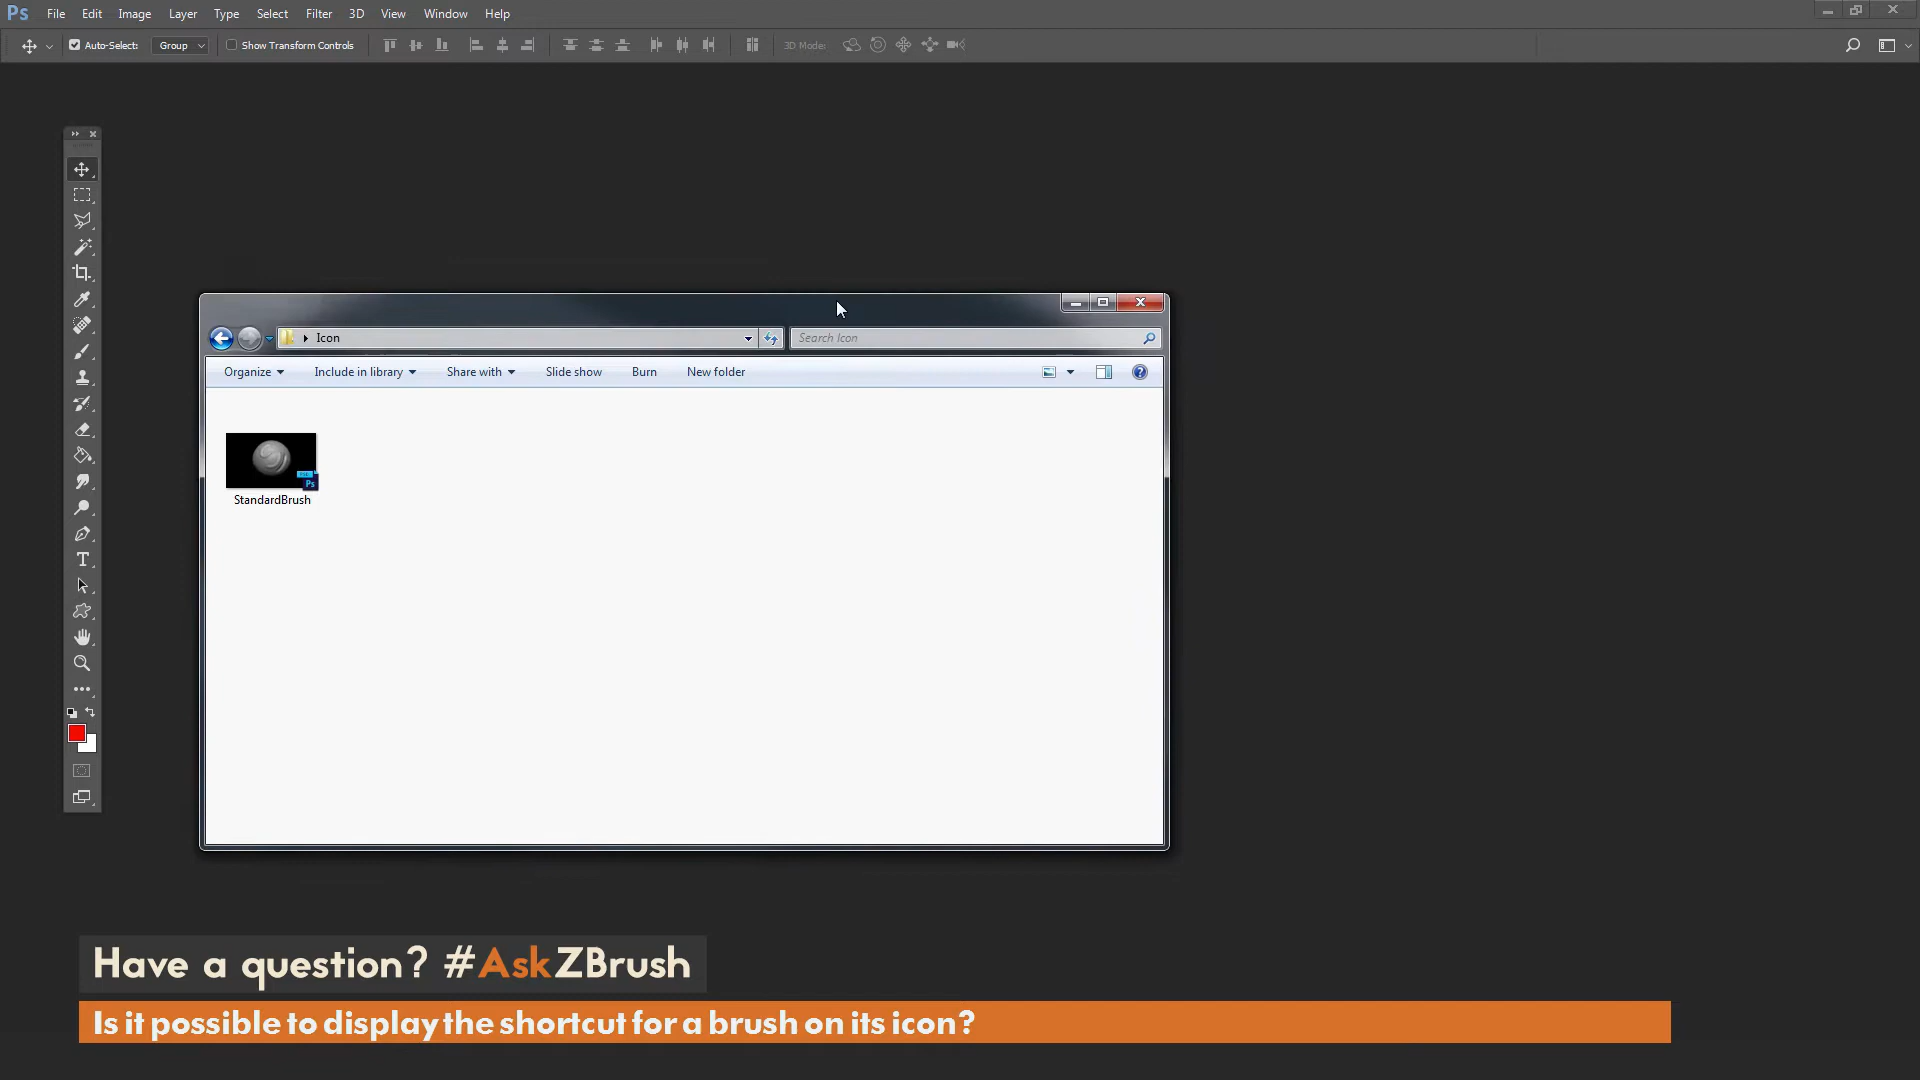 Ps File Edit Image Layer Type Select Filter 3D View Window Help
Auto-Select: Group Show Transform Controls 3D Mode:
Icon Search Icon
Organize Include in library Share with Slide show Burn New folder
Ps
StandardBrush
T
Have a question? #AskZBrush
Is it possible to display the shortcut for a brush on its icon?